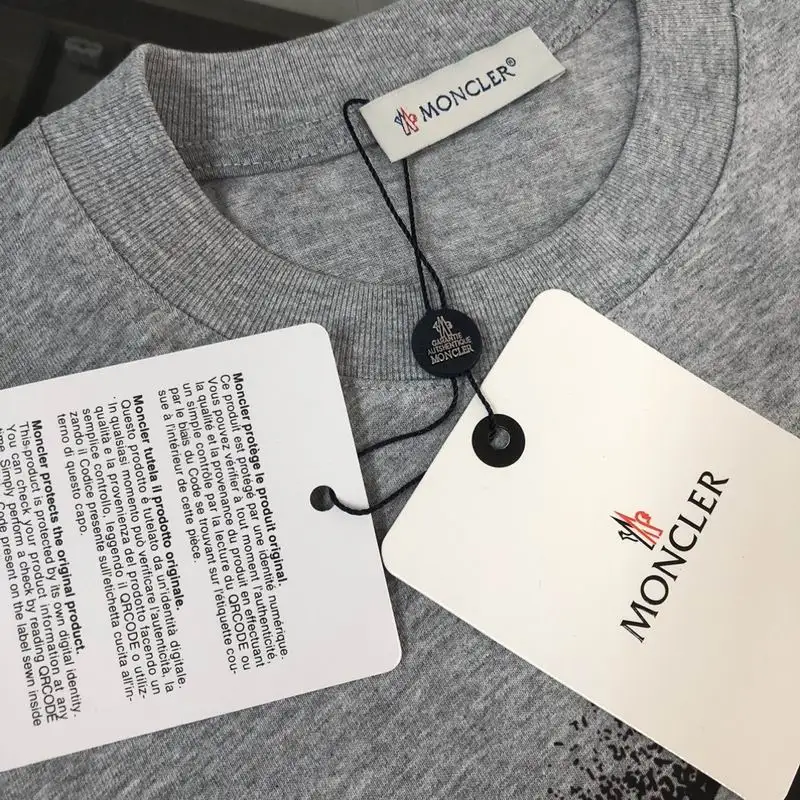 MONCLER®
GARANTIE
AUTHENTIQUE
MONCLER
MONCLER
Moncler protège le produit original.
Ce produit est protégé par une identité numérique.
Vous pouvez vérifier à tout moment l'authenticité,
la qualité et la provenance du produit en effectuant
un simple contrôle par la lecture du QRCODE ou
par le biais du Code se trouvant sur l'étiquette cou-
sue à l'intérieur de cette pièce.
Moncler tutela il prodotto originale.
Questo prodotto è tutelato da un'identità digitale.
In qualsiasi momento può verificare l'autenticità, la
qualità e la provenienza del prodotto facendo un
semplice controllo, leggendo il QRCODE o utiliz-
zando il Codice presente sull'etichetta cucita all'in-
terno di questo capo.
Moncler protects the original product.
This product is protected by its own digital identity.
You can check your product information at any
time. Simply perform a check by reading QRCODE
Code present on the label sewn inside